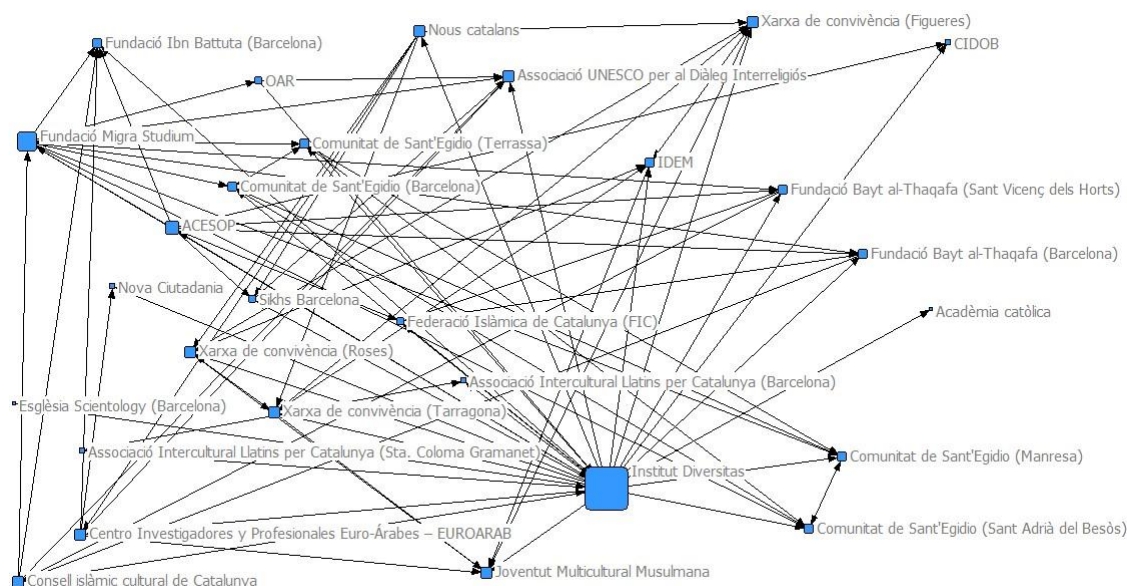 Xarxa de convivència (Figueres)
Nous catalans
Fundació Ibn Battuta (Barcelona)
CIDOB
Associació UNESCO per al Diàleg Interreligiós
OAR
Fundació Migra Studium
Comunitat de Sant'Egidio (Terrassa)
IDEM
Comunitat de Sant'Egidio (Barcelona)
Fundació Bayt al-Thaqafa (Sant Vicenç dels Horts)
ACESOP
Fundació Bayt al-Thaqafa (Barcelona)
Nova Ciutadania
Sikhs Barcelona
Acadèmia catòlica
Federació Islàmica de Catalunya (FIC)
Xarxa de convivència (Roses)
Associació Intercultural Llatins per Catalunya (Barcelona)
Esglèsia Scientology (Barcelona)
Xarxa de convivència (Tarragona)
Associació Intercultural Llatins per Catalunya (Sta. Coloma Gramanet)
Comunitat de Sant'Egidio (Manresa)
Institut Diversitas
Comunitat de Sant'Egidio (Sant Adrià del Besòs)
Centro Investigadores y Profesionales Euro-Árabes – EUROARAB
Joventut Multicultural Musulmana
Consell islàmic cultural de Catalunya